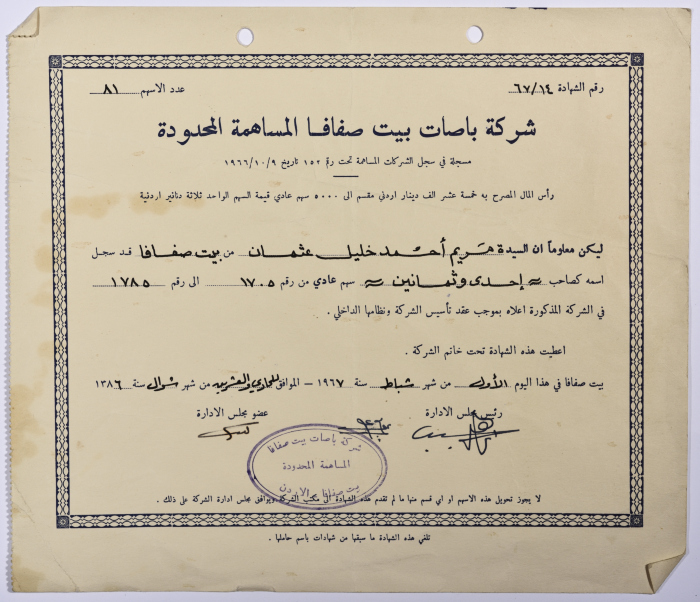 رقم الشهادة ٦٧/١٤
عدد الاسهم ٨١
شركة باصات بيت صفافا المساهمة المحدودة
مسجلة في سجل الشركات المساهمة تحت رقم ١٥٢ تاريخ ١٩٦٦/١٠/٩
رأس المال المصرح به خمسة عشر الف دينار اردني مقسم الى ٥٠٠٠ سهم عادي قيمة السهم الواحد ثلاثة دنانير اردنية
ليكن معلوماً ان السيدة مريم أحمد خليل عثمان من بيت صفافا قد سجل
اسمه كصاحب إحدى وثمانين سهم عادي من رقم ١٧٠٥ الى رقم ١٧٨٥
في الشركة المذكورة اعلاه بموجب عقد تأسيس الشركة ونظامها الداخلي .
اعطيت هذه الشهادة تحت خاتم الشركة .
بيت صفافا في هذا اليوم الأول من شهر شباط سنة ١٩٦٧ – الموافق للحادي والعشرين من شهر شوال سنة ١٣٨٦
رئيس مجلس الادارة
عضو مجلس الادارة
شركة باصات بيت صفافا
المساهمة المحدودة
بيت صفافا - الاردن
لا يجوز تحويل هذه الاسهم او اي قسم منها ما لم تقدم هذه الشهادة الى مكتب الشركة ويوافق مجلس ادارة الشركة على ذلك .
تلغي هذه الشهادة ما سبقها من شهادات باسم حاملها .